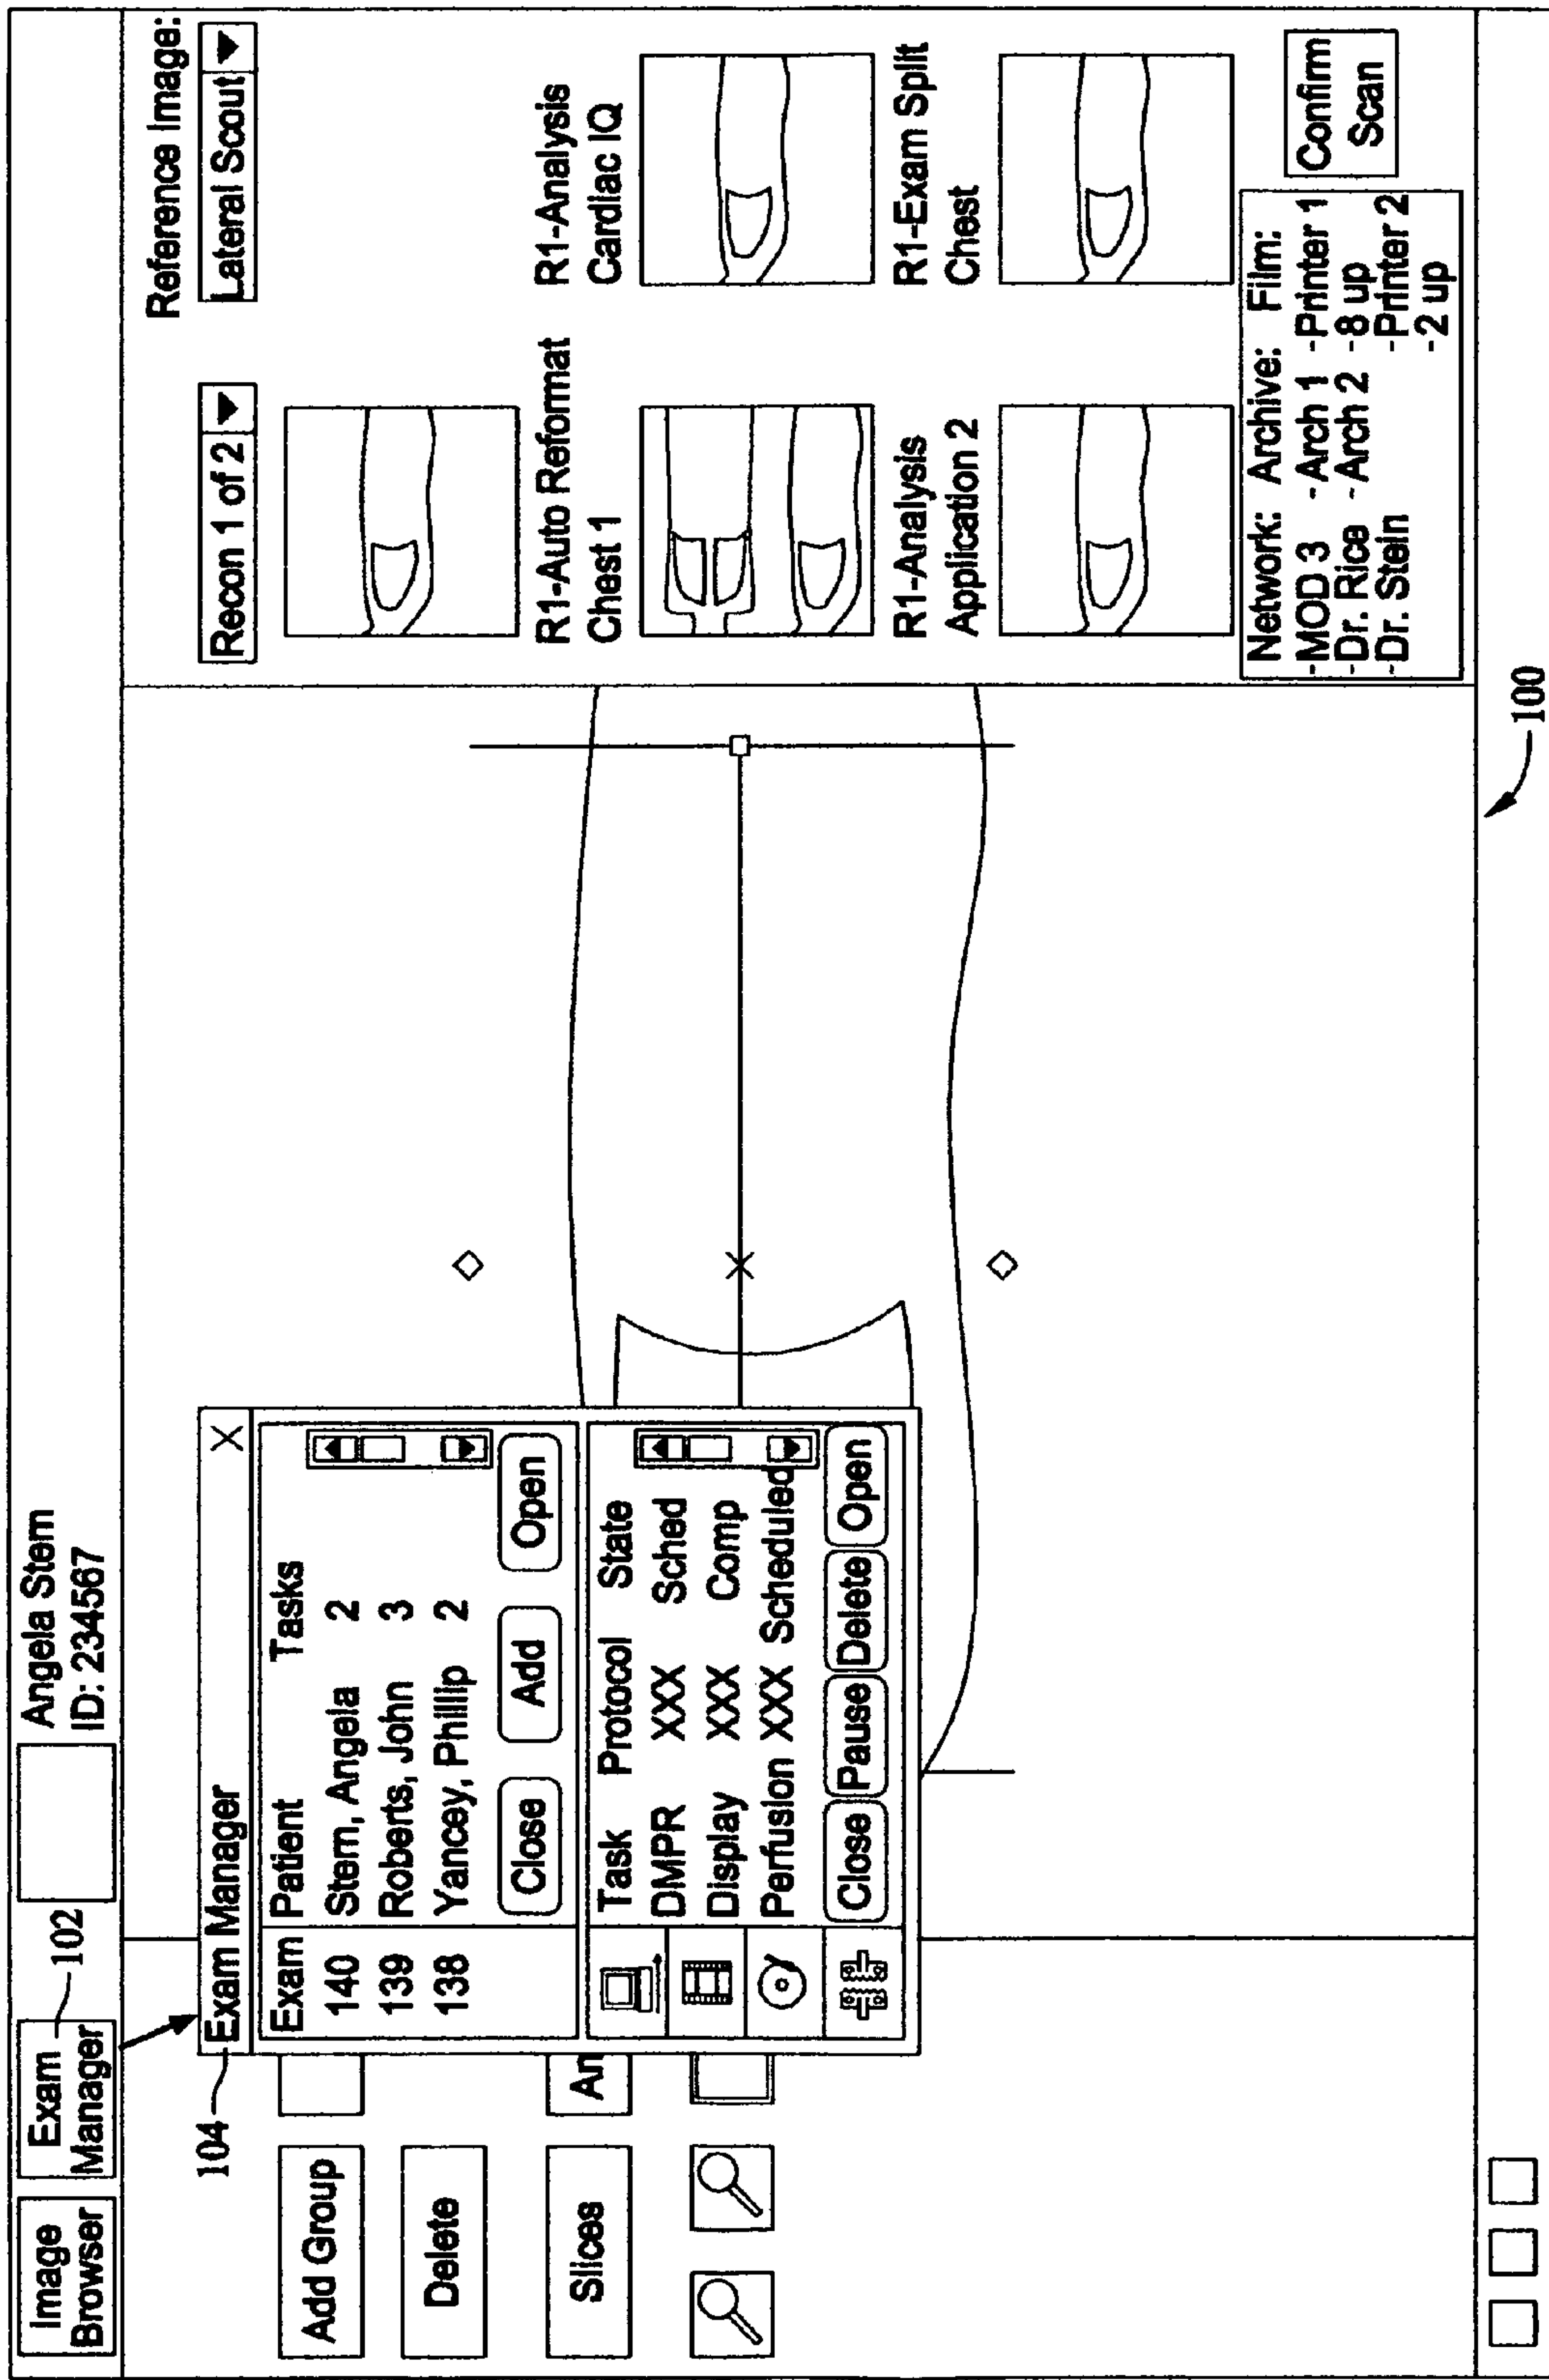 Image
Browser
Exam
Manager
102
Angela Stern
ID: 234567
104
Exam Manager X
Exam Patient Tasks
140 Stern, Angela 2
139 Roberts, John 3
138 Yancey, Phillip 2
Close Add Open
Task Protocol State
DMPR XXX Sched
Display XXX Comp
Perfusion XXX Scheduled
Close Pause Delete Open
Add Group
Delete
Slices
An
Reference Image:
Recon 1 of 2
Lateral Scout
R1-Auto Reformat
Chest 1
R1-Analysis
Cardiac IQ
R1-Analysis
Application 2
R1-Exam Split
Chest
Network: Archive: Film:
-MOD 3 -Arch 1 -Printer 1
-Dr. Rice -Arch 2 -8 up
-Dr. Stein -Printer 2
-2 up
Confirm
Scan
100